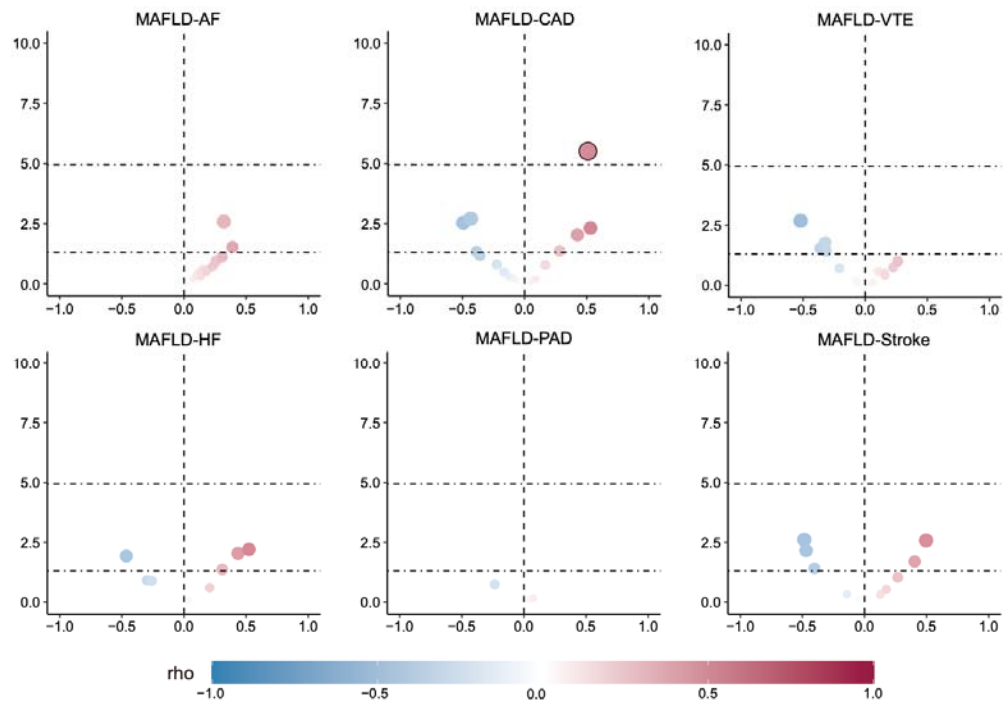 MAFLD-AF MAFLD-CAD MAFLD-VTE
10.0 10.0 10.0
7.5 7.5 7.5
5.0 5.0 5.0
2.5 2.5 2.5
0.0 0.0 0.0
−1.0 −0.5 0.0 0.5 1.0 −1.0 −0.5 0.0 0.5 1.0 −1.0 −0.5 0.0 0.5 1.0
MAFLD-HF MAFLD-PAD MAFLD-Stroke
10.0 10.0 10.0
7.5 7.5 7.5
5.0 5.0 5.0
2.5 2.5 2.5
0.0 0.0 0.0
−1.0 −0.5 0.0 0.5 1.0 −1.0 −0.5 0.0 0.5 1.0 −1.0 −0.5 0.0 0.5 1.0
rho
−1.0 −0.5 0.0 0.5 1.0